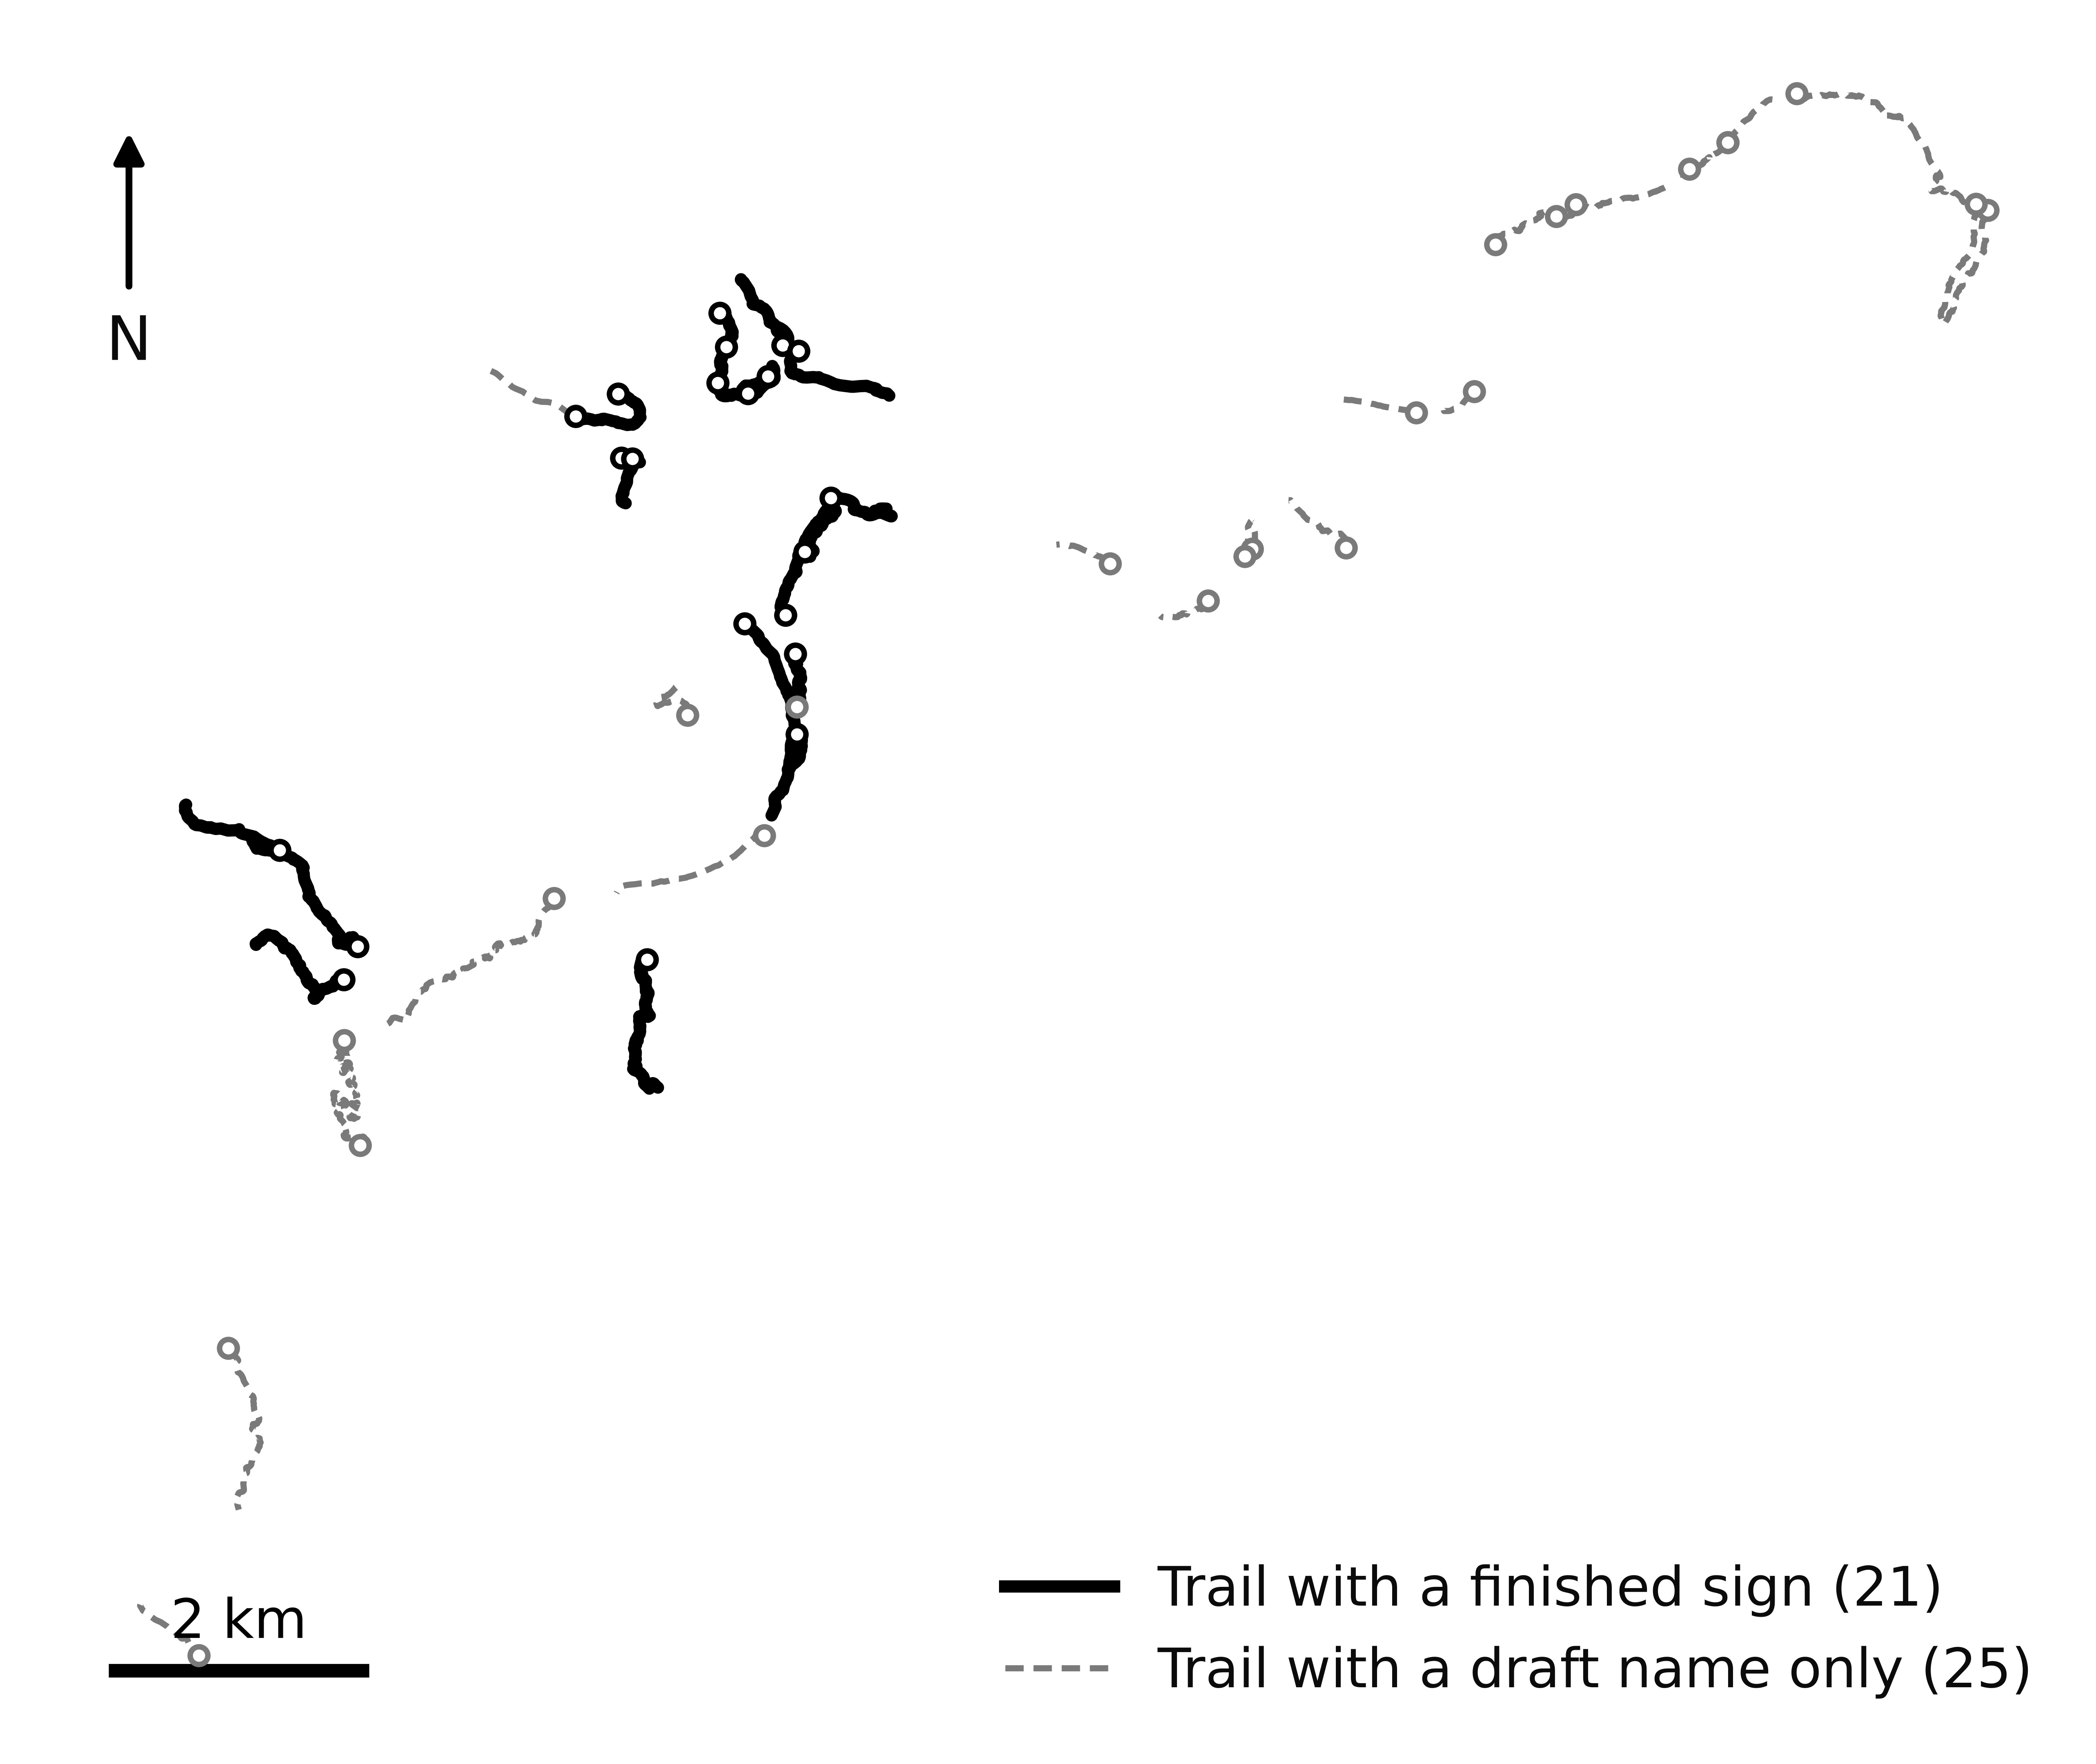 N
2 km
Trail with a finished sign (21)
Trail with a draft name only (25)